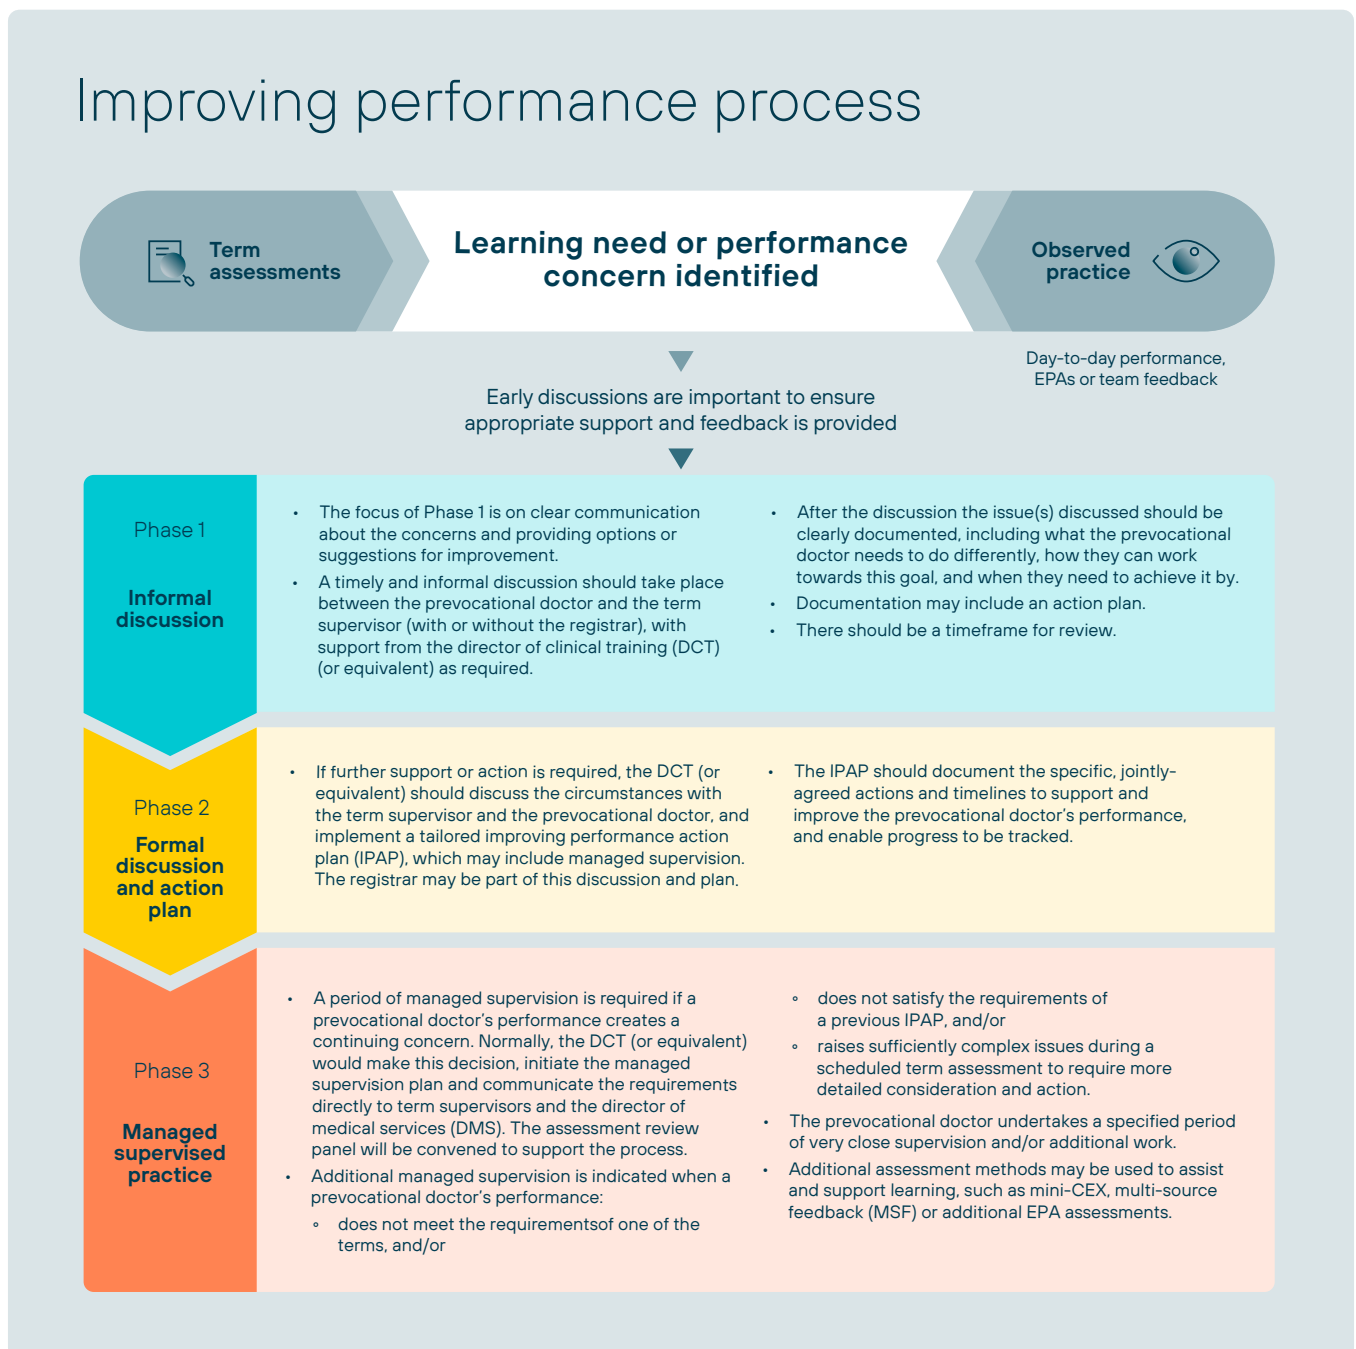 Improving performance process
Term
assessments
Learning need or performance
concern identified
Observed
practice
Day-to-day performance,
EPAs or team feedback
Early discussions are important to ensure
appropriate support and feedback is provided
Phase 1
Informal
discussion
• The focus of Phase 1 is on clear communication
about the concerns and providing options or
suggestions for improvement.
• A timely and informal discussion should take place
between the prevocational doctor and the term
supervisor (with or without the registrar), with
support from the director of clinical training (DCT)
(or equivalent) as required.
• After the discussion the issue(s) discussed should be
clearly documented, including what the prevocational
doctor needs to do differently, how they can work
towards this goal, and when they need to achieve it by.
• Documentation may include an action plan.
• There should be a timeframe for review.
Phase 2
Formal
discussion
and action
plan
• If further support or action is required, the DCT (or
equivalent) should discuss the circumstances with
the term supervisor and the prevocational doctor, and
implement a tailored improving performance action
plan (IPAP), which may include managed supervision.
The registrar may be part of this discussion and plan.
• The IPAP should document the specific, jointly-
agreed actions and timelines to support and
improve the prevocational doctor's performance,
and enable progress to be tracked.
Phase 3
Managed
supervised
practice
• A period of managed supervision is required if a
prevocational doctor's performance creates a
continuing concern. Normally, the DCT (or equivalent)
would make this decision, initiate the managed
supervision plan and communicate the requirements
directly to term supervisors and the director of
medical services (DMS). The assessment review
panel will be convened to support the process.
• Additional managed supervision is indicated when a
prevocational doctor's performance:
° does not meet the requirementsof one of the
terms, and/or
° does not satisfy the requirements of
a previous IPAP, and/or
° raises sufficiently complex issues during a
scheduled term assessment to require more
detailed consideration and action.
• The prevocational doctor undertakes a specified period
of very close supervision and/or additional work.
• Additional assessment methods may be used to assist
and support learning, such as mini-CEX, multi-source
feedback (MSF) or additional EPA assessments.